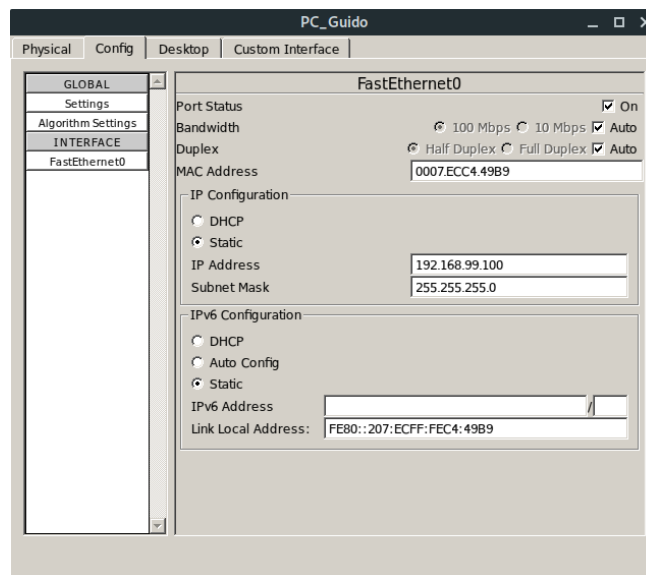 PC_Guido
Physical Config Desktop Custom Interface
GLOBAL
Settings
Algorithm Settings
INTERFACE
FastEthernet0
FastEthernet0
Port Status On
Bandwidth 100 Mbps 10 Mbps Auto
Duplex Half Duplex Full Duplex Auto
MAC Address 0007.ECC4.49B9
IP Configuration
DHCP
Static
IP Address 192.168.99.100
Subnet Mask 255.255.255.0
IPv6 Configuration
DHCP
Auto Config
Static
IPv6 Address /
Link Local Address: FE80::207:ECFF:FEC4:49B9